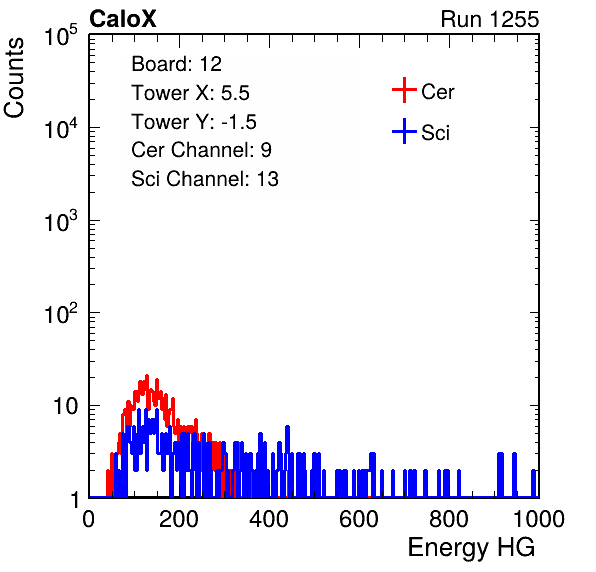 CaloX Run 1255
Counts
Board: 12
Tower X: 5.5
Tower Y: -1.5
Cer Channel: 9
Sci Channel: 13
Cer
Sci
10^5
10^4
10^3
10^2
10
1
0 200 400 600 800 1000
Energy HG